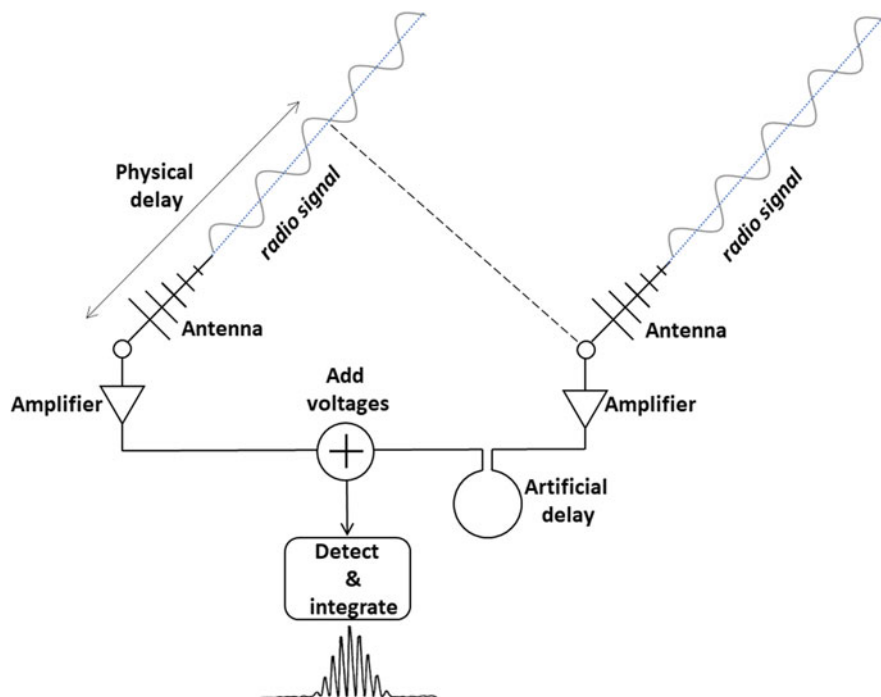 Physical
delay
radio signal
radio signal
Antenna
Antenna
Amplifier
Add
voltages
Amplifier
Artificial
delay
Detect
&
integrate